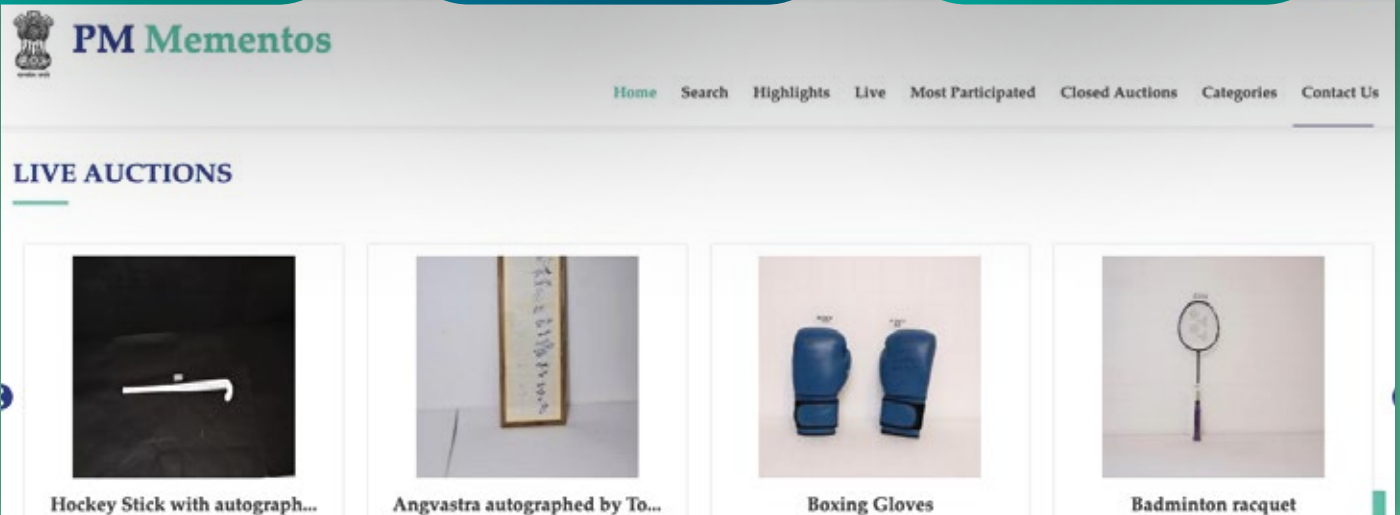 PM Mementos
Home Search Highlights Live Most Participated Closed Auctions Categories Contact Us
LIVE AUCTIONS
Hockey Stick with autograph...
Angvastra autographed by To...
Boxing Gloves
Badminton racquet